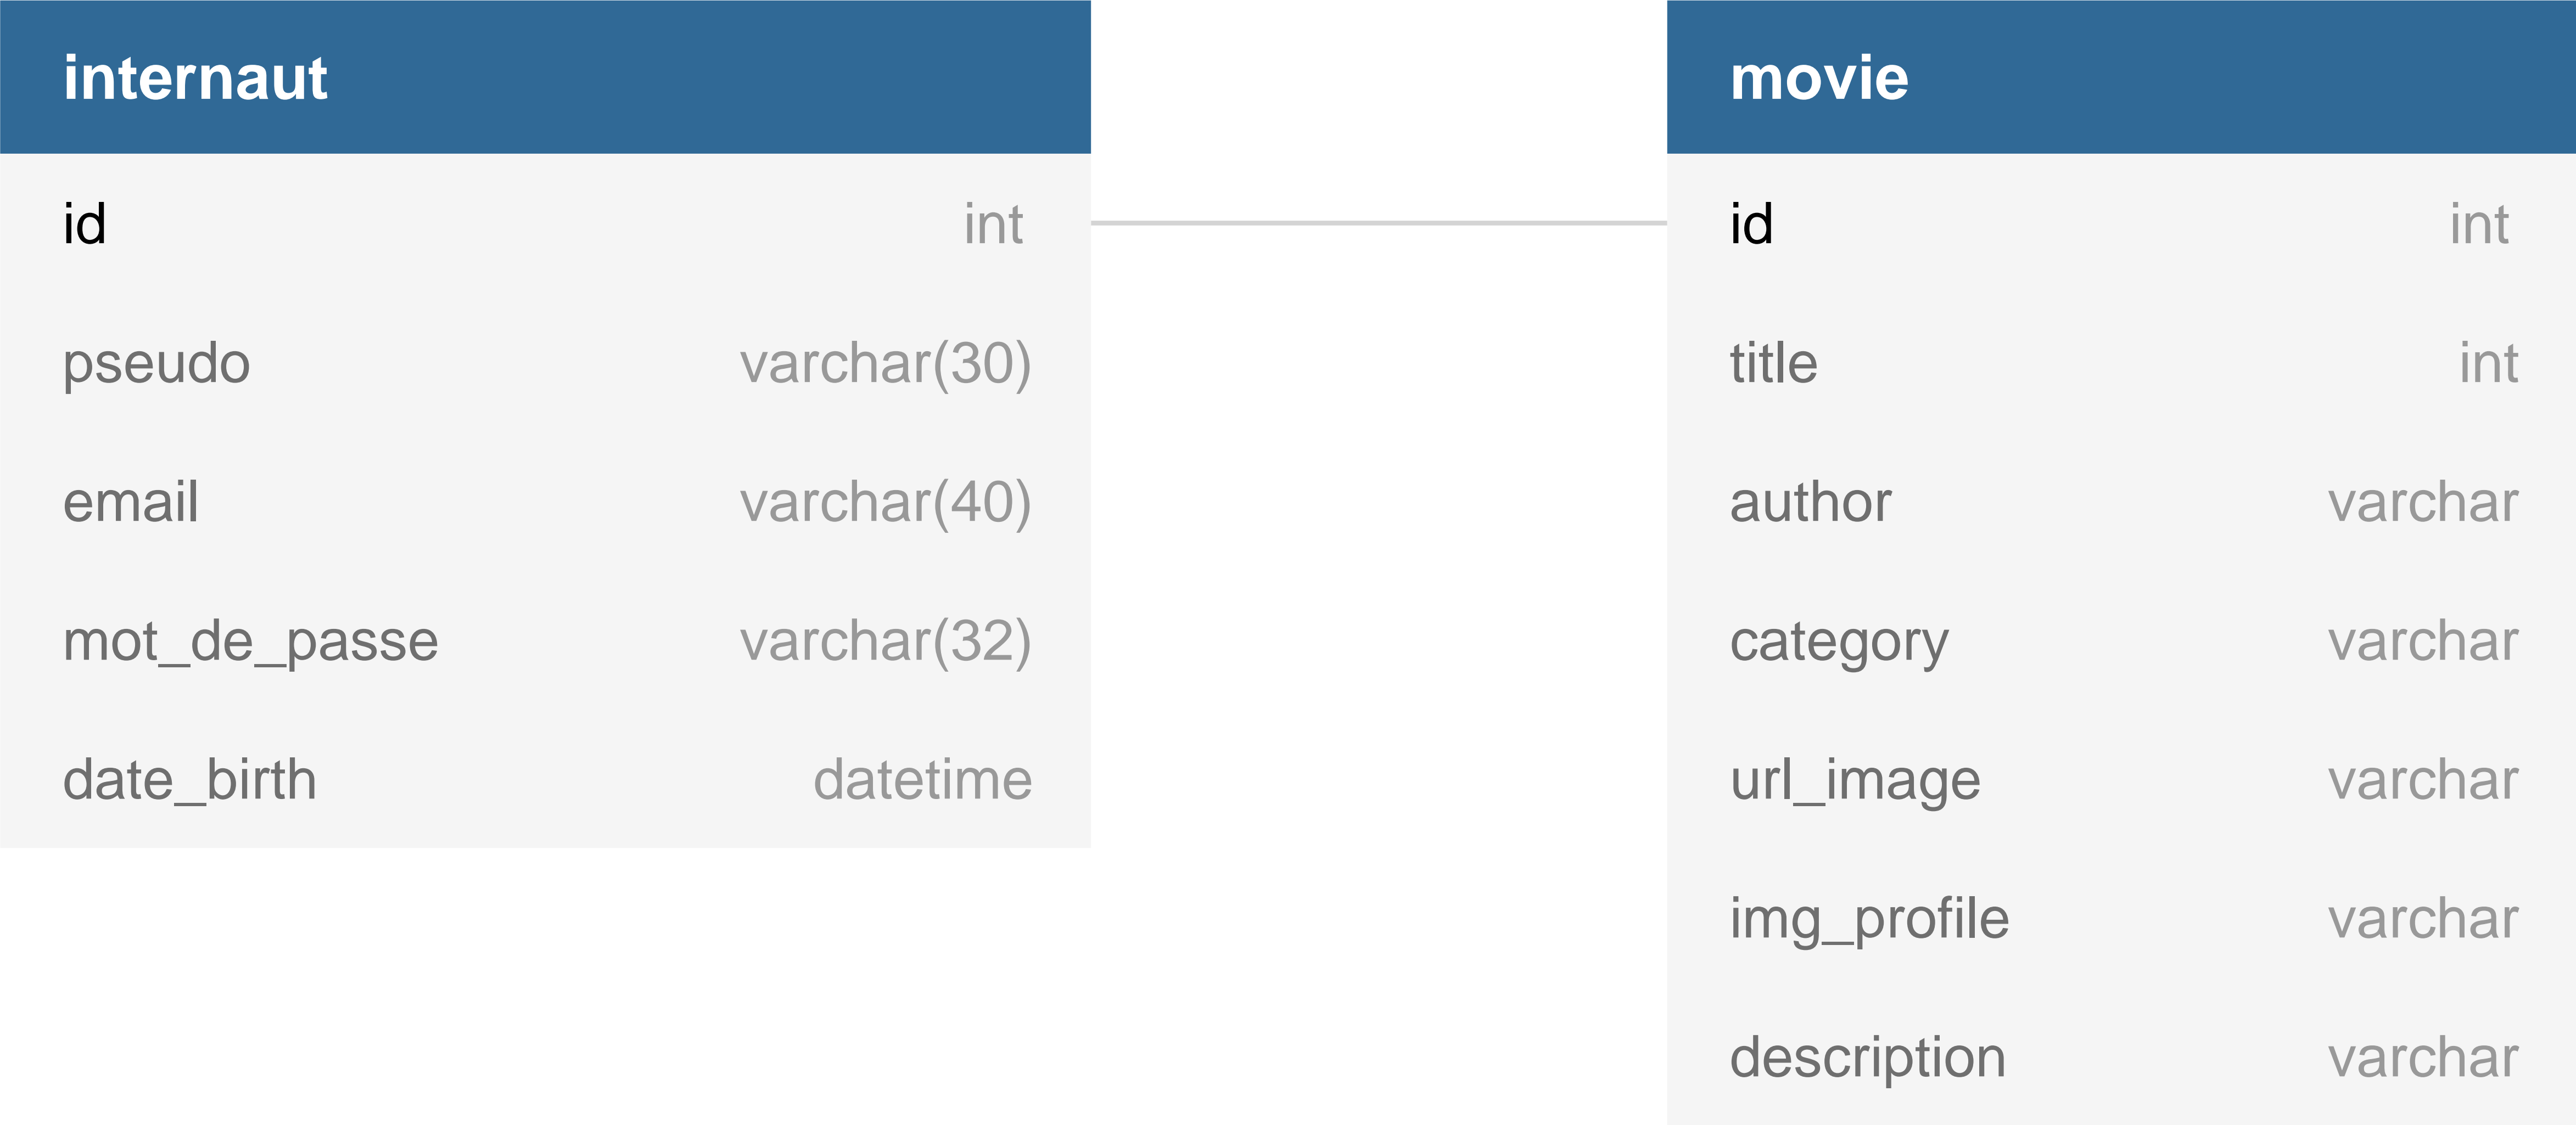 internaut
id int
pseudo varchar(30)
email varchar(40)
mot_de_passe varchar(32)
date_birth datetime
movie
id int
title int
author varchar
category varchar
url_image varchar
img_profile varchar
description varchar